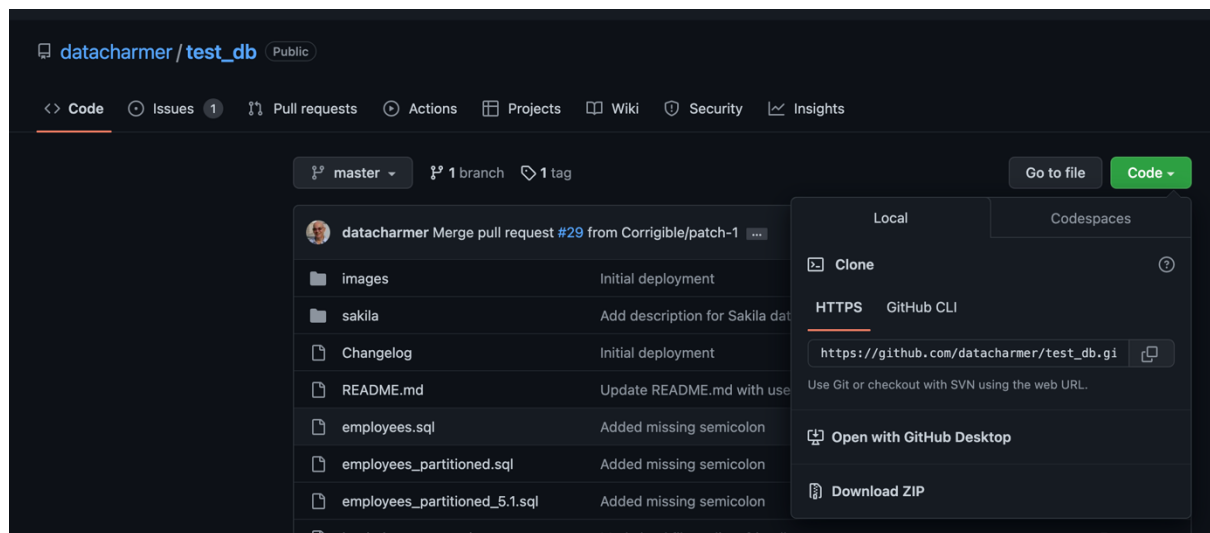 datacharmer / test_db Public
Code Issues 1 Pull requests Actions Projects Wiki Security Insights
master 1 branch 1 tag Go to file Code
datacharmer Merge pull request #29 from Corrigible/patch-1 ...
images Initial deployment
sakila Add description for Sakila dat
Changelog Initial deployment
README.md Update README.md with use
employees.sql Added missing semicolon
employees_partitioned.sql Added missing semicolon
employees_partitioned_5.1.sql Added missing semicolon
Local Codespaces
Clone
HTTPS GitHub CLI
https://github.com/datacharmer/test_db.gi
Use Git or checkout with SVN using the web URL.
Open with GitHub Desktop
Download ZIP